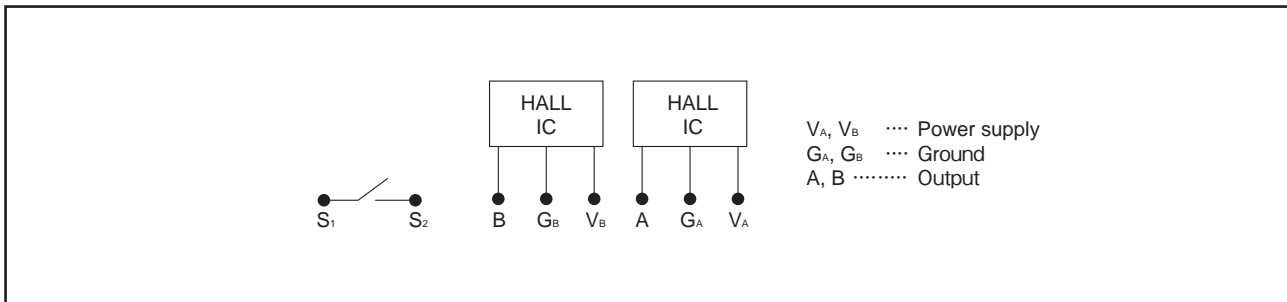 HALL
IC
HALL
IC
VA, VB ···· Power supply
GA, GB ···· Ground
A, B ········· Output
S1 S2 B GB VB A GA VA